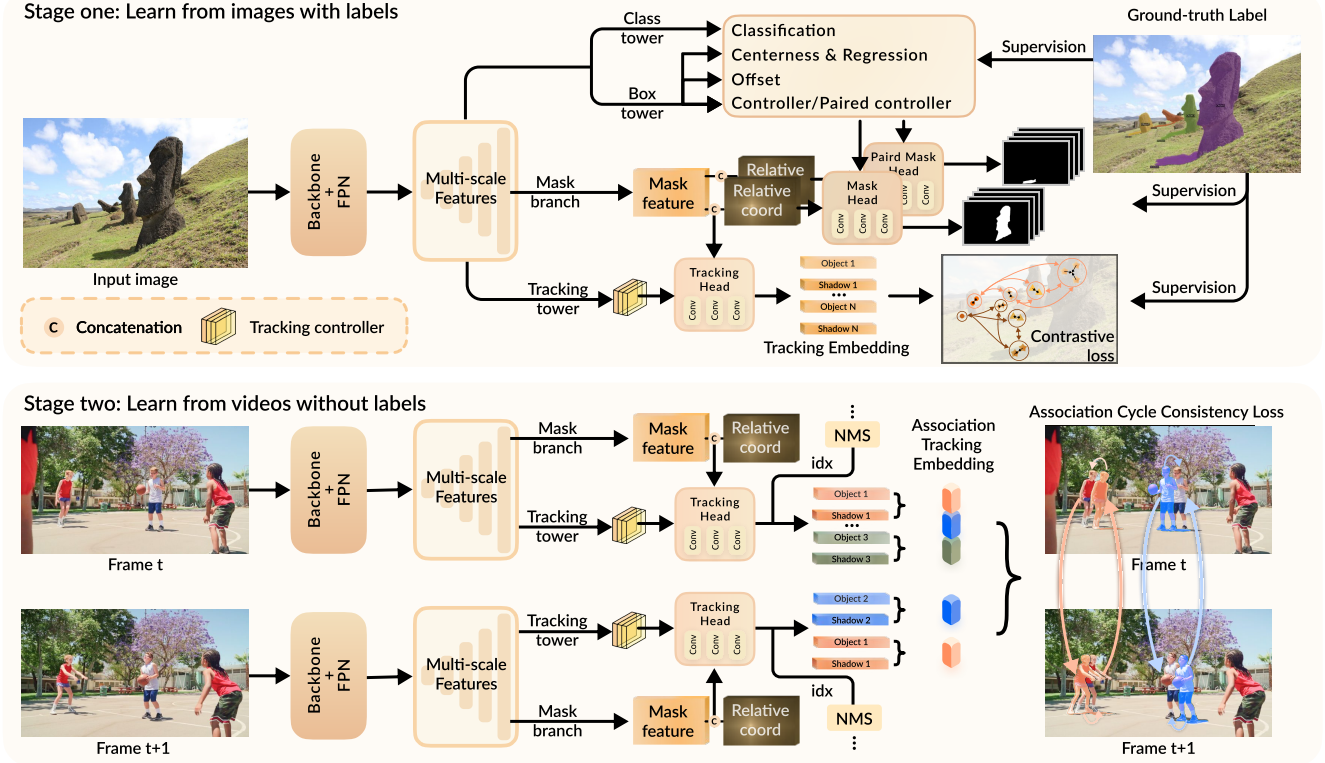 Stage one: Learn from images with labels
Class
tower
Box
tower
Classification
Centerness & Regression
Offset
Controller/Paired controller
Supervision
Ground-truth Label
Input image
Backbone
+
FPN
Multi-scale
Features
Mask
branch
Mask
feature
C
Relative
C
Relative
coord
Paird Mask
Head
Conv
Conv
Mask
Head
Conv
Conv
Conv
Supervision
Tracking
tower
Tracking
Head
Conv
Conv
Conv
Object 1
Shadow 1
•••
Object N
Shadow N
Tracking Embedding
Contrastive
loss
Supervision
C Concatenation
Tracking controller
Stage two: Learn from videos without labels
Frame t
Backbone
+
FPN
Multi-scale
Features
Mask
branch
Mask
feature
C
Relative
coord
Tracking
tower
Tracking
Head
Conv
Conv
Conv
NMS
idx
Object 1
Shadow 1
•••
Object 3
Shadow 3
Association
Tracking
Embedding
Association Cycle Consistency Loss
Frame t
Frame t+1
Backbone
+
FPN
Multi-scale
Features
Tracking
tower
Tracking
Head
Conv
Conv
Conv
Object 2
Shadow 2
Object 1
Shadow 1
idx
NMS
Mask
branch
Mask
feature
C
Relative
coord
Frame t+1